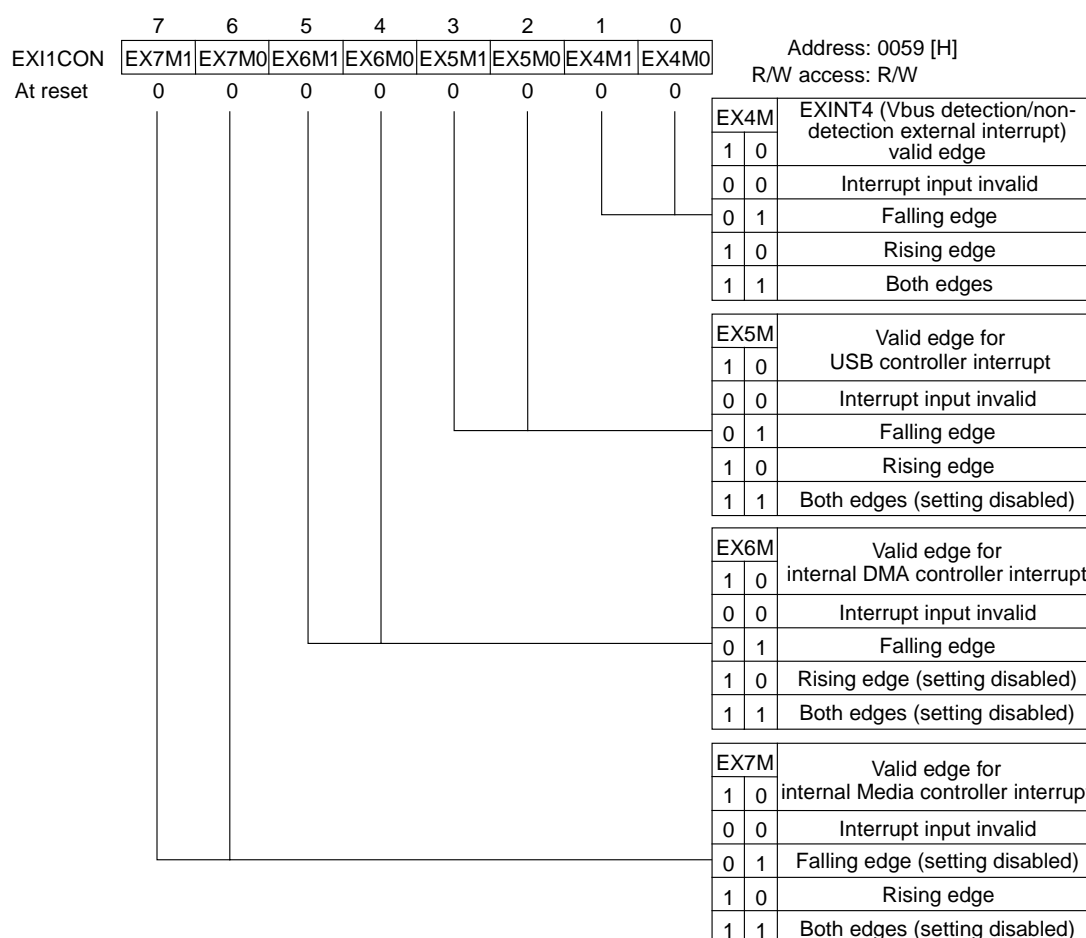 7 6 5 4 3 2 1 0
EXI1CON EX7M1 EX7M0 EX6M1 EX6M0 EX5M1 EX5M0 EX4M1 EX4M0
At reset 0 0 0 0 0 0 0 0
Address: 0059 [H]
R/W access: R/W
EX4M EXINT4 (Vbus detection/non-
detection external interrupt)
1 0 valid edge
0 0 Interrupt input invalid
0 1 Falling edge
1 0 Rising edge
1 1 Both edges
EX5M Valid edge for
1 0 USB controller interrupt
0 0 Interrupt input invalid
0 1 Falling edge
1 0 Rising edge
1 1 Both edges (setting disabled)
EX6M Valid edge for
1 0 internal DMA controller interrupt
0 0 Interrupt input invalid
0 1 Falling edge
1 0 Rising edge (setting disabled)
1 1 Both edges (setting disabled)
EX7M Valid edge for
1 0 internal Media controller interrup
0 0 Interrupt input invalid
0 1 Falling edge (setting disabled)
1 0 Rising edge
1 1 Both edges (setting disabled)